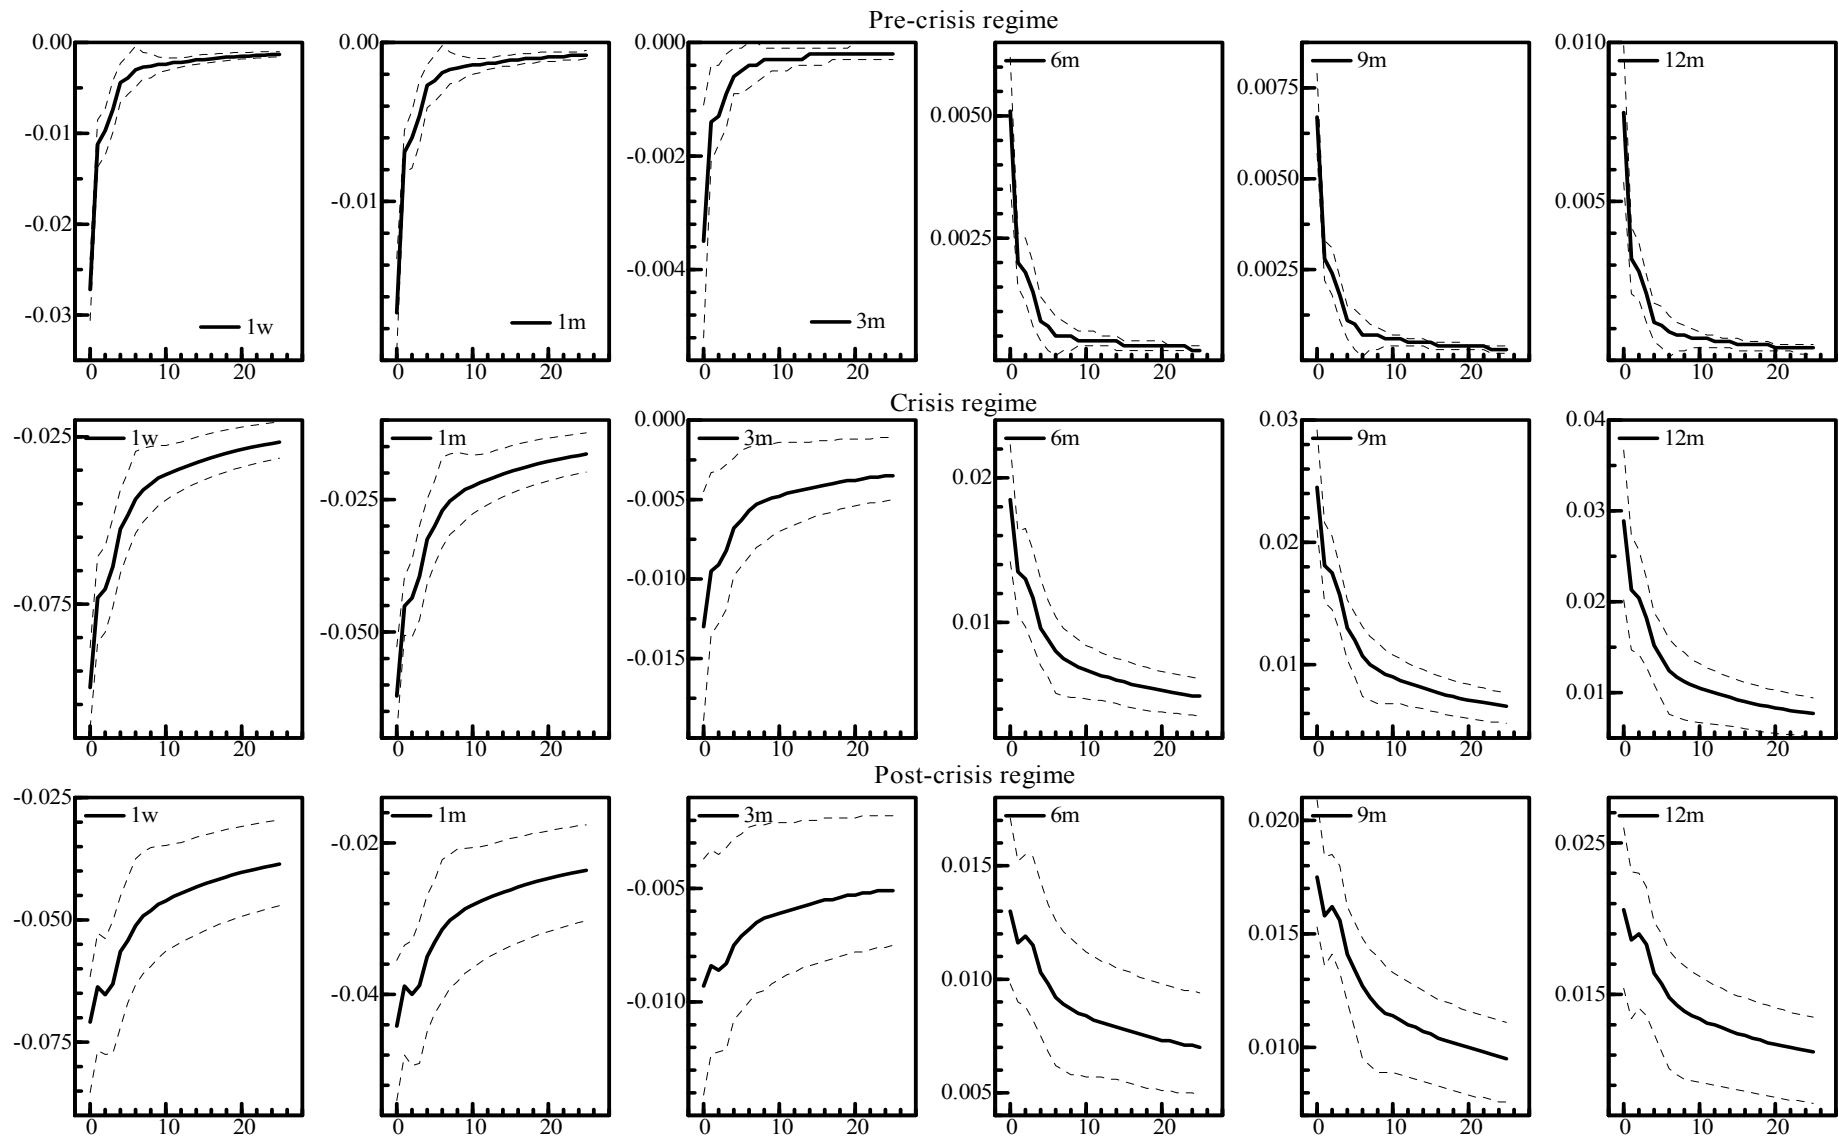 Pre-crisis regime
0.00
-0.01
-0.02
-0.03
1w
0 10 20
0.00
-0.01
1m
0 10 20
0.000
-0.002
-0.004
3m
0 10 20
6m
0.0050
0.0025
0 10 20
9m
0.0075
0.0050
0.0025
0 10 20
0.010
12m
0.005
0 10 20
Crisis regime
-0.025
1w
-0.075
0 10 20
1m
-0.025
-0.050
0 10 20
0.000
3m
-0.005
-0.010
-0.015
0 10 20
6m
0.02
0.01
0 10 20
0.03
9m
0.02
0.01
0 10 20
0.04
12m
0.03
0.02
0.01
0 10 20
Post-crisis regime
-0.025
1w
-0.050
-0.075
0 10 20
1m
-0.02
-0.04
0 10 20
3m
-0.005
-0.010
0 10 20
6m
0.015
0.010
0.005
0 10 20
0.020
9m
0.015
0.010
0 10 20
12m
0.025
0.015
0 10 20